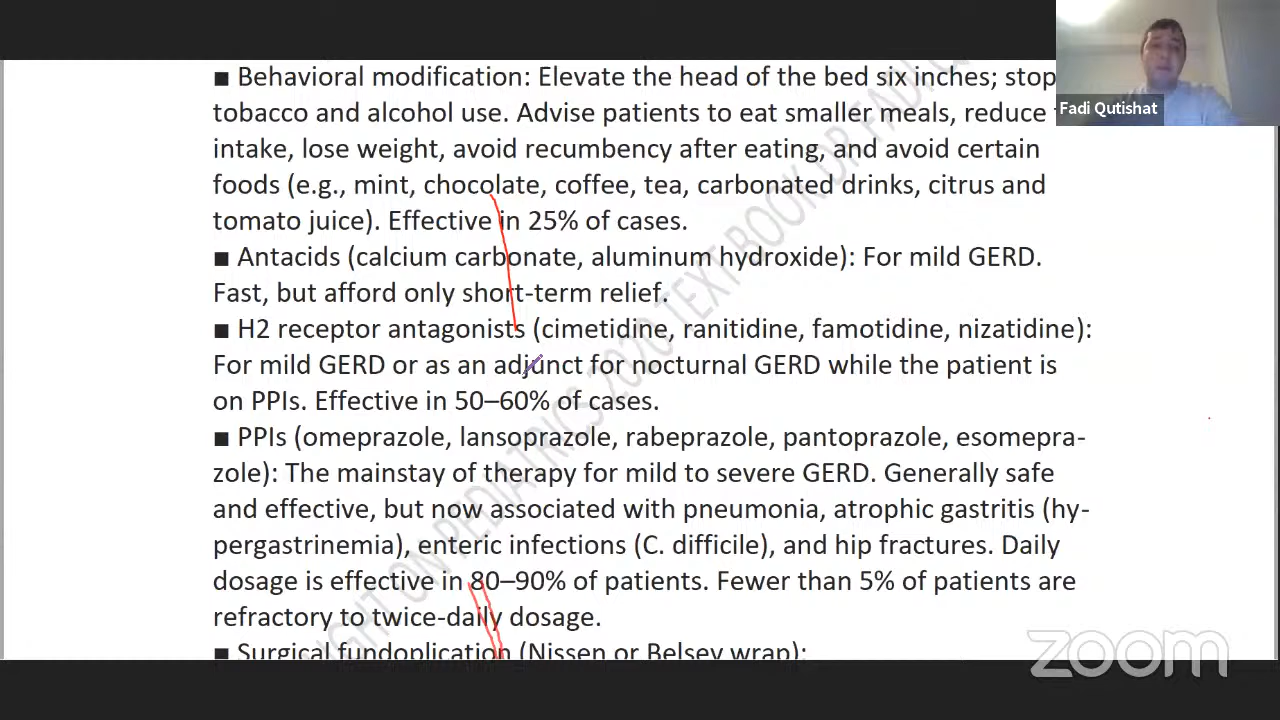 ■ Behavioral modification: Elevate the head of the bed six inches; stop
tobacco and alcohol use. Advise patients to eat smaller meals, reduce
intake, lose weight, avoid recumbency after eating, and avoid certain
foods (e.g., mint, chocolate, coffee, tea, carbonated drinks, citrus and
tomato juice). Effective in 25% of cases.
■ Antacids (calcium carbonate, aluminum hydroxide): For mild GERD.
Fast, but afford only short-term relief.
■ H2 receptor antagonists (cimetidine, ranitidine, famotidine, nizatidine):
For mild GERD or as an adjunct for nocturnal GERD while the patient is
on PPIs. Effective in 50–60% of cases.
■ PPIs (omeprazole, lansoprazole, rabeprazole, pantoprazole, esomepra-
zole): The mainstay of therapy for mild to severe GERD. Generally safe
and effective, but now associated with pneumonia, atrophic gastritis (hy-
pergastrinemia), enteric infections (C. difficile), and hip fractures. Daily
dosage is effective in 80–90% of patients. Fewer than 5% of patients are
refractory to twice-daily dosage.
■ Surgical fundoplication (Nissen or Belsey wrap):
Fadi Qutishat
zoom
ON PEDIATRICS 2020 TEXT BOOK OF FADI